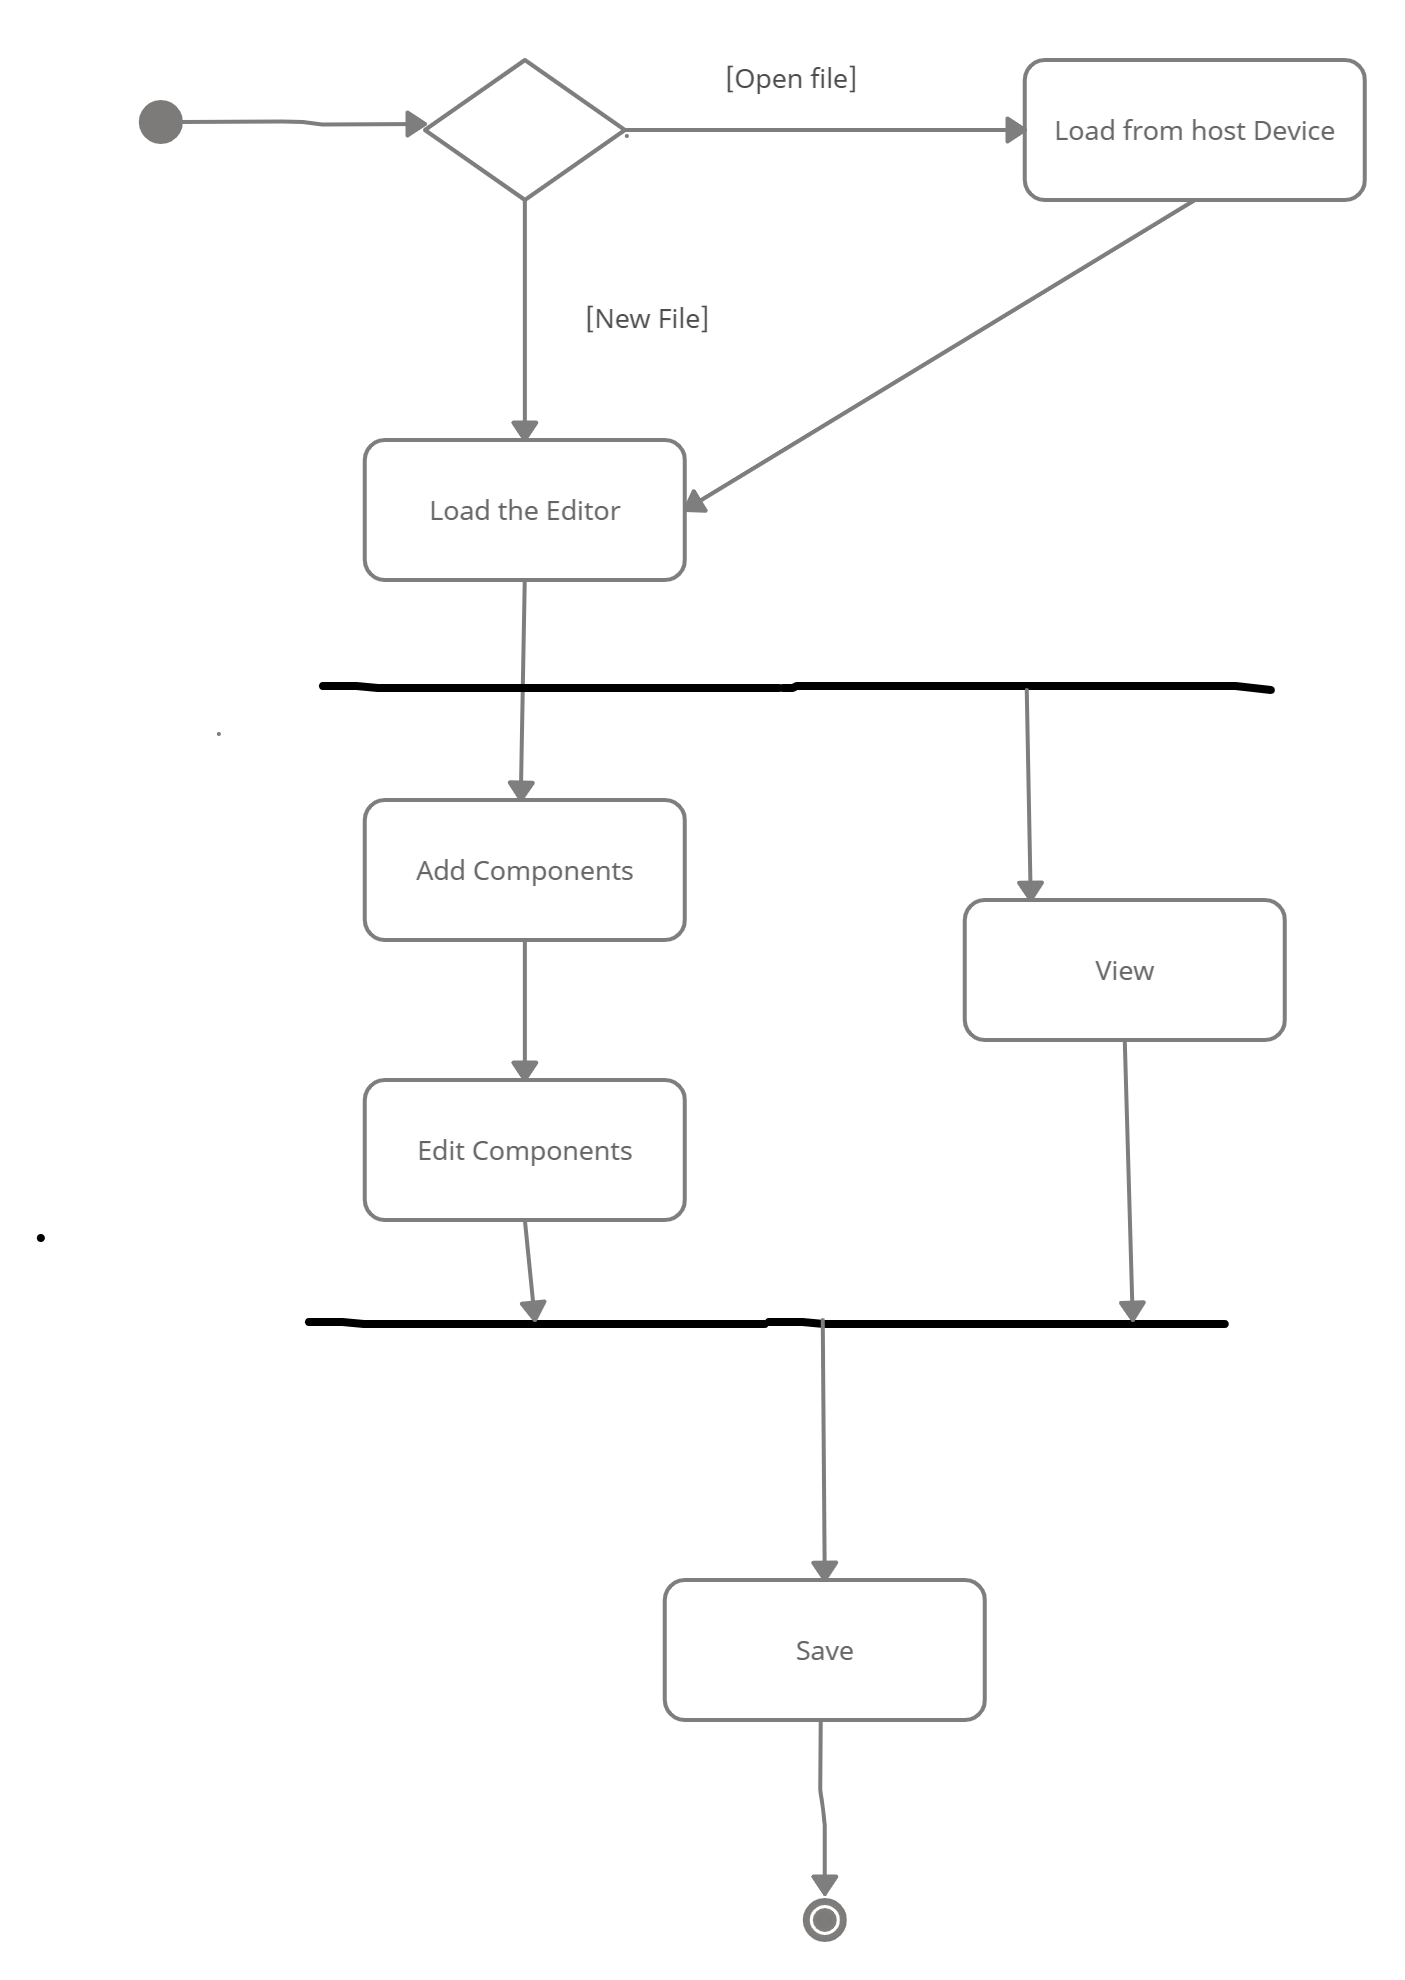 [Open file]
Load from host Device
[New File]
Load the Editor
Add Components
View
Edit Components
Save